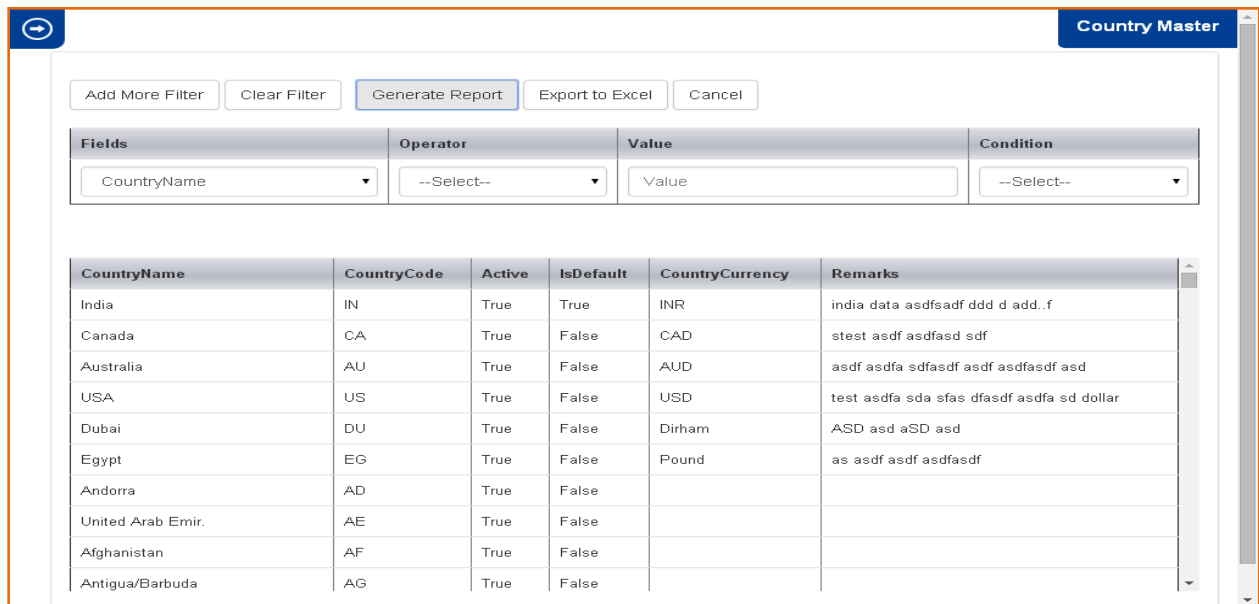 Country Master
Add More Filter Clear Filter Generate Report Export to Excel Cancel
Fields Operator Value Condition
CountryName --Select-- Value --Select--
CountryName CountryCode Active IsDefault CountryCurrency Remarks
India IN True True INR india data asdfsadf ddd d add..f
Canada CA True False CAD stest asdf asdfasd sdf
Australia AU True False AUD asdf asdfa sdfasdf asdf asdfasdf asd
USA US True False USD test asdfa sda sfas dfasdf asdfa sd dollar
Dubai DU True False Dirham ASD asd aSD asd
Egypt EG True False Pound as asdf asdf asdfasdf
Andorra AD True False
United Arab Emir. AE True False
Afghanistan AF True False
Antigua/Barbuda AG True False